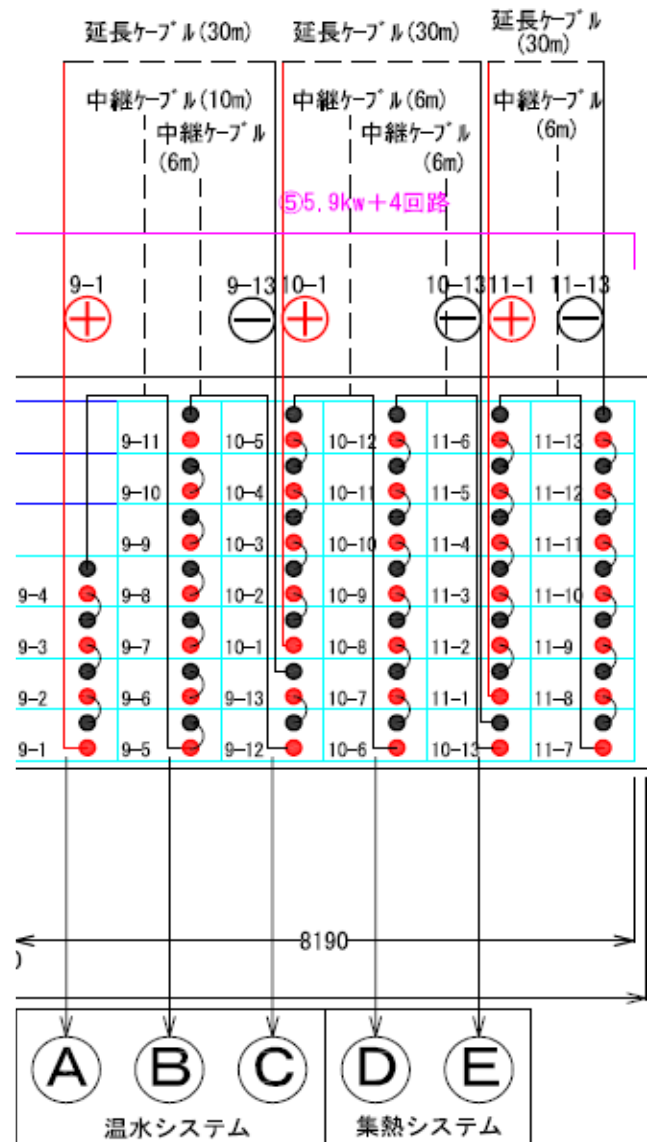 延長ケーブル(30m) 延長ケーブル(30m) 延長ケーブル
(30m)
中継ケーブル(10m) 中継ケーブル(6m) 中継ケーブル
中継ケーブル 中継ケーブル (6m)
(6m) (6m)
⑤5.9kw+4回路
9-1 9-13 10-1 10-13 11-1 11-13
9-11 10-5 10-12 11-6 11-13
9-10 10-4 10-11 11-5 11-12
9-9 10-3 10-10 11-4 11-11
9-4 9-8 10-2 10-9 11-3 11-10
9-3 9-7 10-1 10-8 11-2 11-9
9-2 9-6 9-13 10-7 11-1 11-8
9-1 9-5 9-12 10-6 10-13 11-7
8190
A B C D E
温水システム 集熱システム